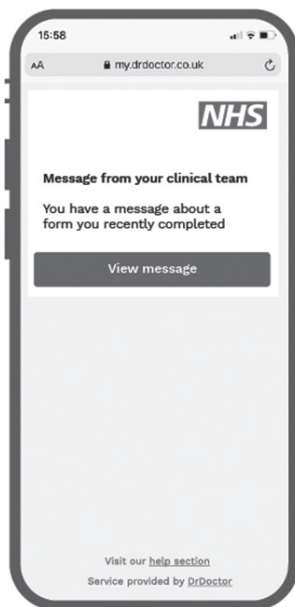 15:58
AA my.drdoctor.co.uk
NHS
Message from your clinical team
You have a message about a
form you recently completed
View message
Visit our help section
Service provided by DrDoctor